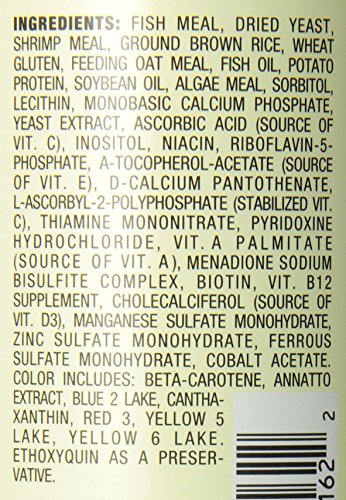 INGREDIENTS: FISH MEAL, DRIED YEAST,
SHRIMP MEAL, GROUND BROWN RICE, WHEAT
GLUTEN, FEEDING OAT MEAL, FISH OIL, POTATO
PROTEIN, SOYBEAN OIL, ALGAE MEAL, SORBITOL,
LECITHIN, MONOBASIC CALCIUM PHOSPHATE,
YEAST EXTRACT, ASCORBIC ACID (SOURCE OF
VIT. C), INOSITOL, NIACIN, RIBOFLAVIN-5-
PHOSPHATE, A-TOCOPHEROL-ACETATE (SOURCE
OF VIT. E), D-CALCIUM PANTOTHENATE,
L-ASCORBYL-2-POLYPHOSPHATE (STABILIZED VIT.
C), THIAMINE MONONITRATE, PYRIDOXINE
HYDROCHLORIDE, VIT. A PALMITATE
(SOURCE OF VIT. A), MENADIONE SODIUM
BISULFITE COMPLEX, BIOTIN, VIT. B12
SUPPLEMENT, CHOLECALCIFEROL (SOURCE OF
VIT. D3), MANGANESE SULFATE MONOHYDRATE,
ZINC SULFATE MONOHYDRATE, FERROUS
SULFATE MONOHYDRATE, COBALT ACETATE.
COLOR INCLUDES: BETA-CAROTENE, ANNATTO
EXTRACT, BLUE 2 LAKE, CANTHA-
XANTHIN, RED 3, YELLOW 5
LAKE, YELLOW 6 LAKE.
ETHOXYQUIN AS A PRESER-
VATIVE.
162 2